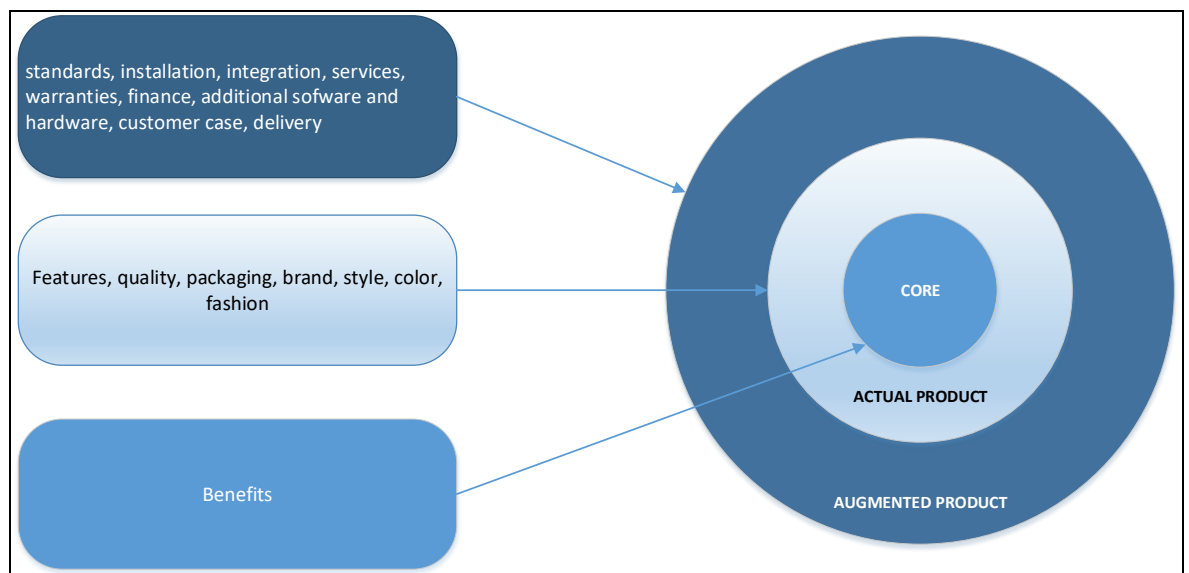 standards, installation, integration, services,
warranties, finance, additional sofware and
hardware, customer case, delivery
Features, quality, packaging, brand, style, color,
fashion
Benefits
CORE
ACTUAL PRODUCT
AUGMENTED PRODUCT